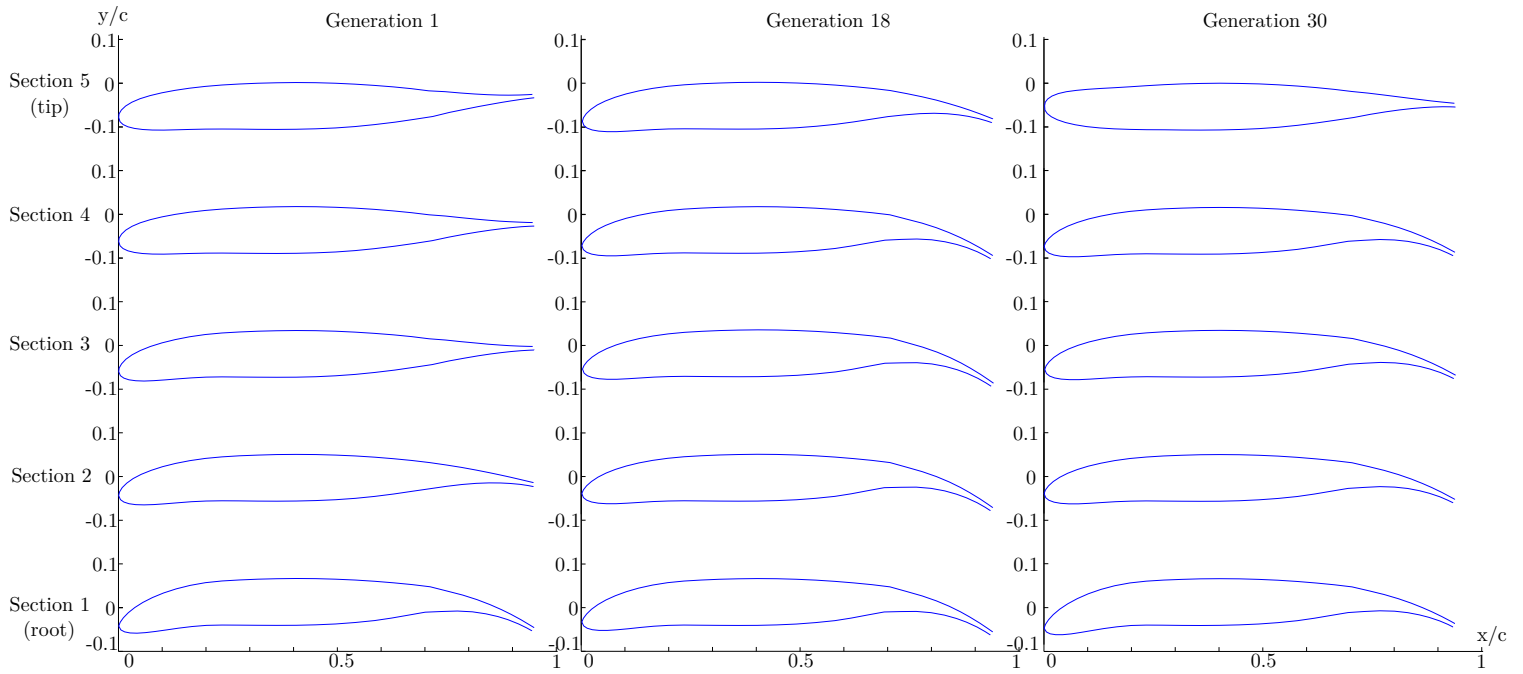 y/c
Generation 1 Generation 18 Generation 30
0.1 0.1 0.1
Section 5 0 0 0
(tip)
-0.1 -0.1 -0.1
0.1 0.1 0.1
Section 4 0 0 0
-0.1 -0.1 -0.1
0.1 0.1 0.1
Section 3 0 0 0
-0.1 -0.1 -0.1
0.1 0.1 0.1
Section 2 0 0 0
-0.1 -0.1 -0.1
0.1 0.1 0.1
Section 1 0 0 0
(root)
-0.1 -0.1 -0.1 x/c
0 0.5 1 0 0.5 1 0 0.5 1